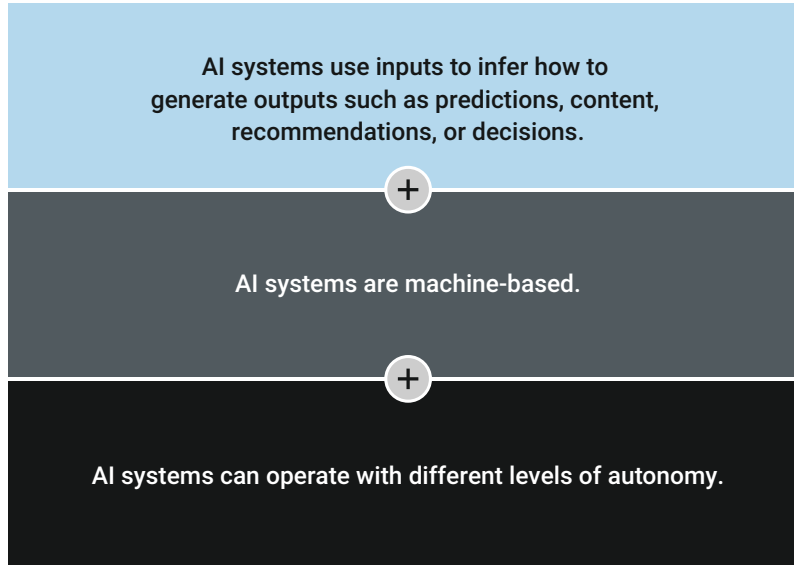 AI systems use inputs to infer how to
generate outputs such as predictions, content,
recommendations, or decisions.
+
AI systems are machine-based.
+
AI systems can operate with different levels of autonomy.